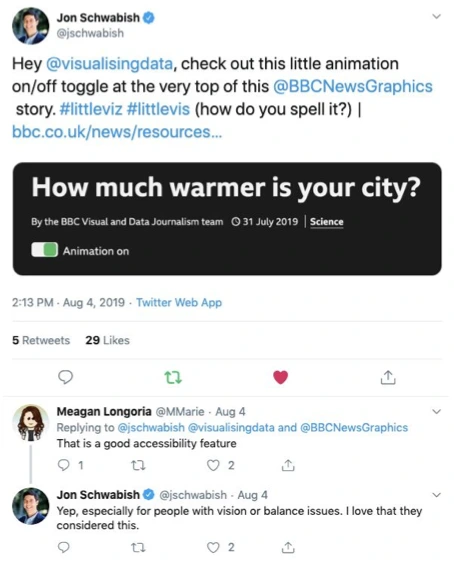 Jon Schwabish
@jschwabish
Hey @visualisingdata, check out this little animation
on/off toggle at the very top of this @BBCNewsGraphics
story. #littleviz #littlevis (how do you spell it?) |
bbc.co.uk/news/resources...
How much warmer is your city?
By the BBC Visual and Data Journalism team 31 July 2019 | Science
Animation on
2:13 PM · Aug 4, 2019 · Twitter Web App
5 Retweets 29 Likes
Meagan Longoria @MMarie · Aug 4
Replying to @jschwabish @visualisingdata and @BBCNewsGraphics
That is a good accessibility feature
1 2
Jon Schwabish @jschwabish · Aug 4
Yep, especially for people with vision or balance issues. I love that they
considered this.
2